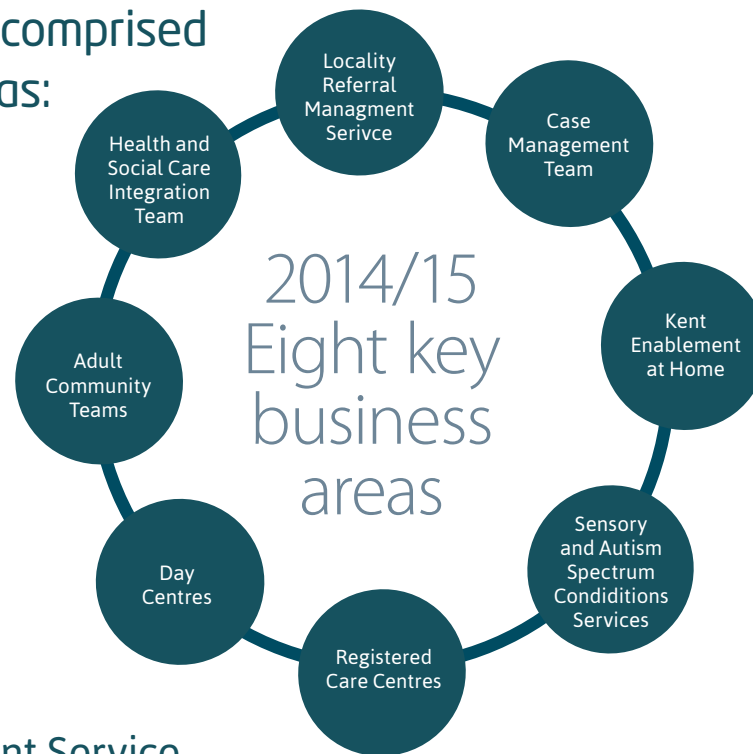 comprised
as:
Locality
Referral
Managment
Serivce
Case
Management
Team
Kent
Enablement
at Home
Sensory
and Autism
Spectrum
Condiditions
Services
Registered
Care Centres
Day
Centres
Adult
Community
Teams
Health and
Social Care
Integration
Team
2014/15
Eight key
business
areas
nt Service